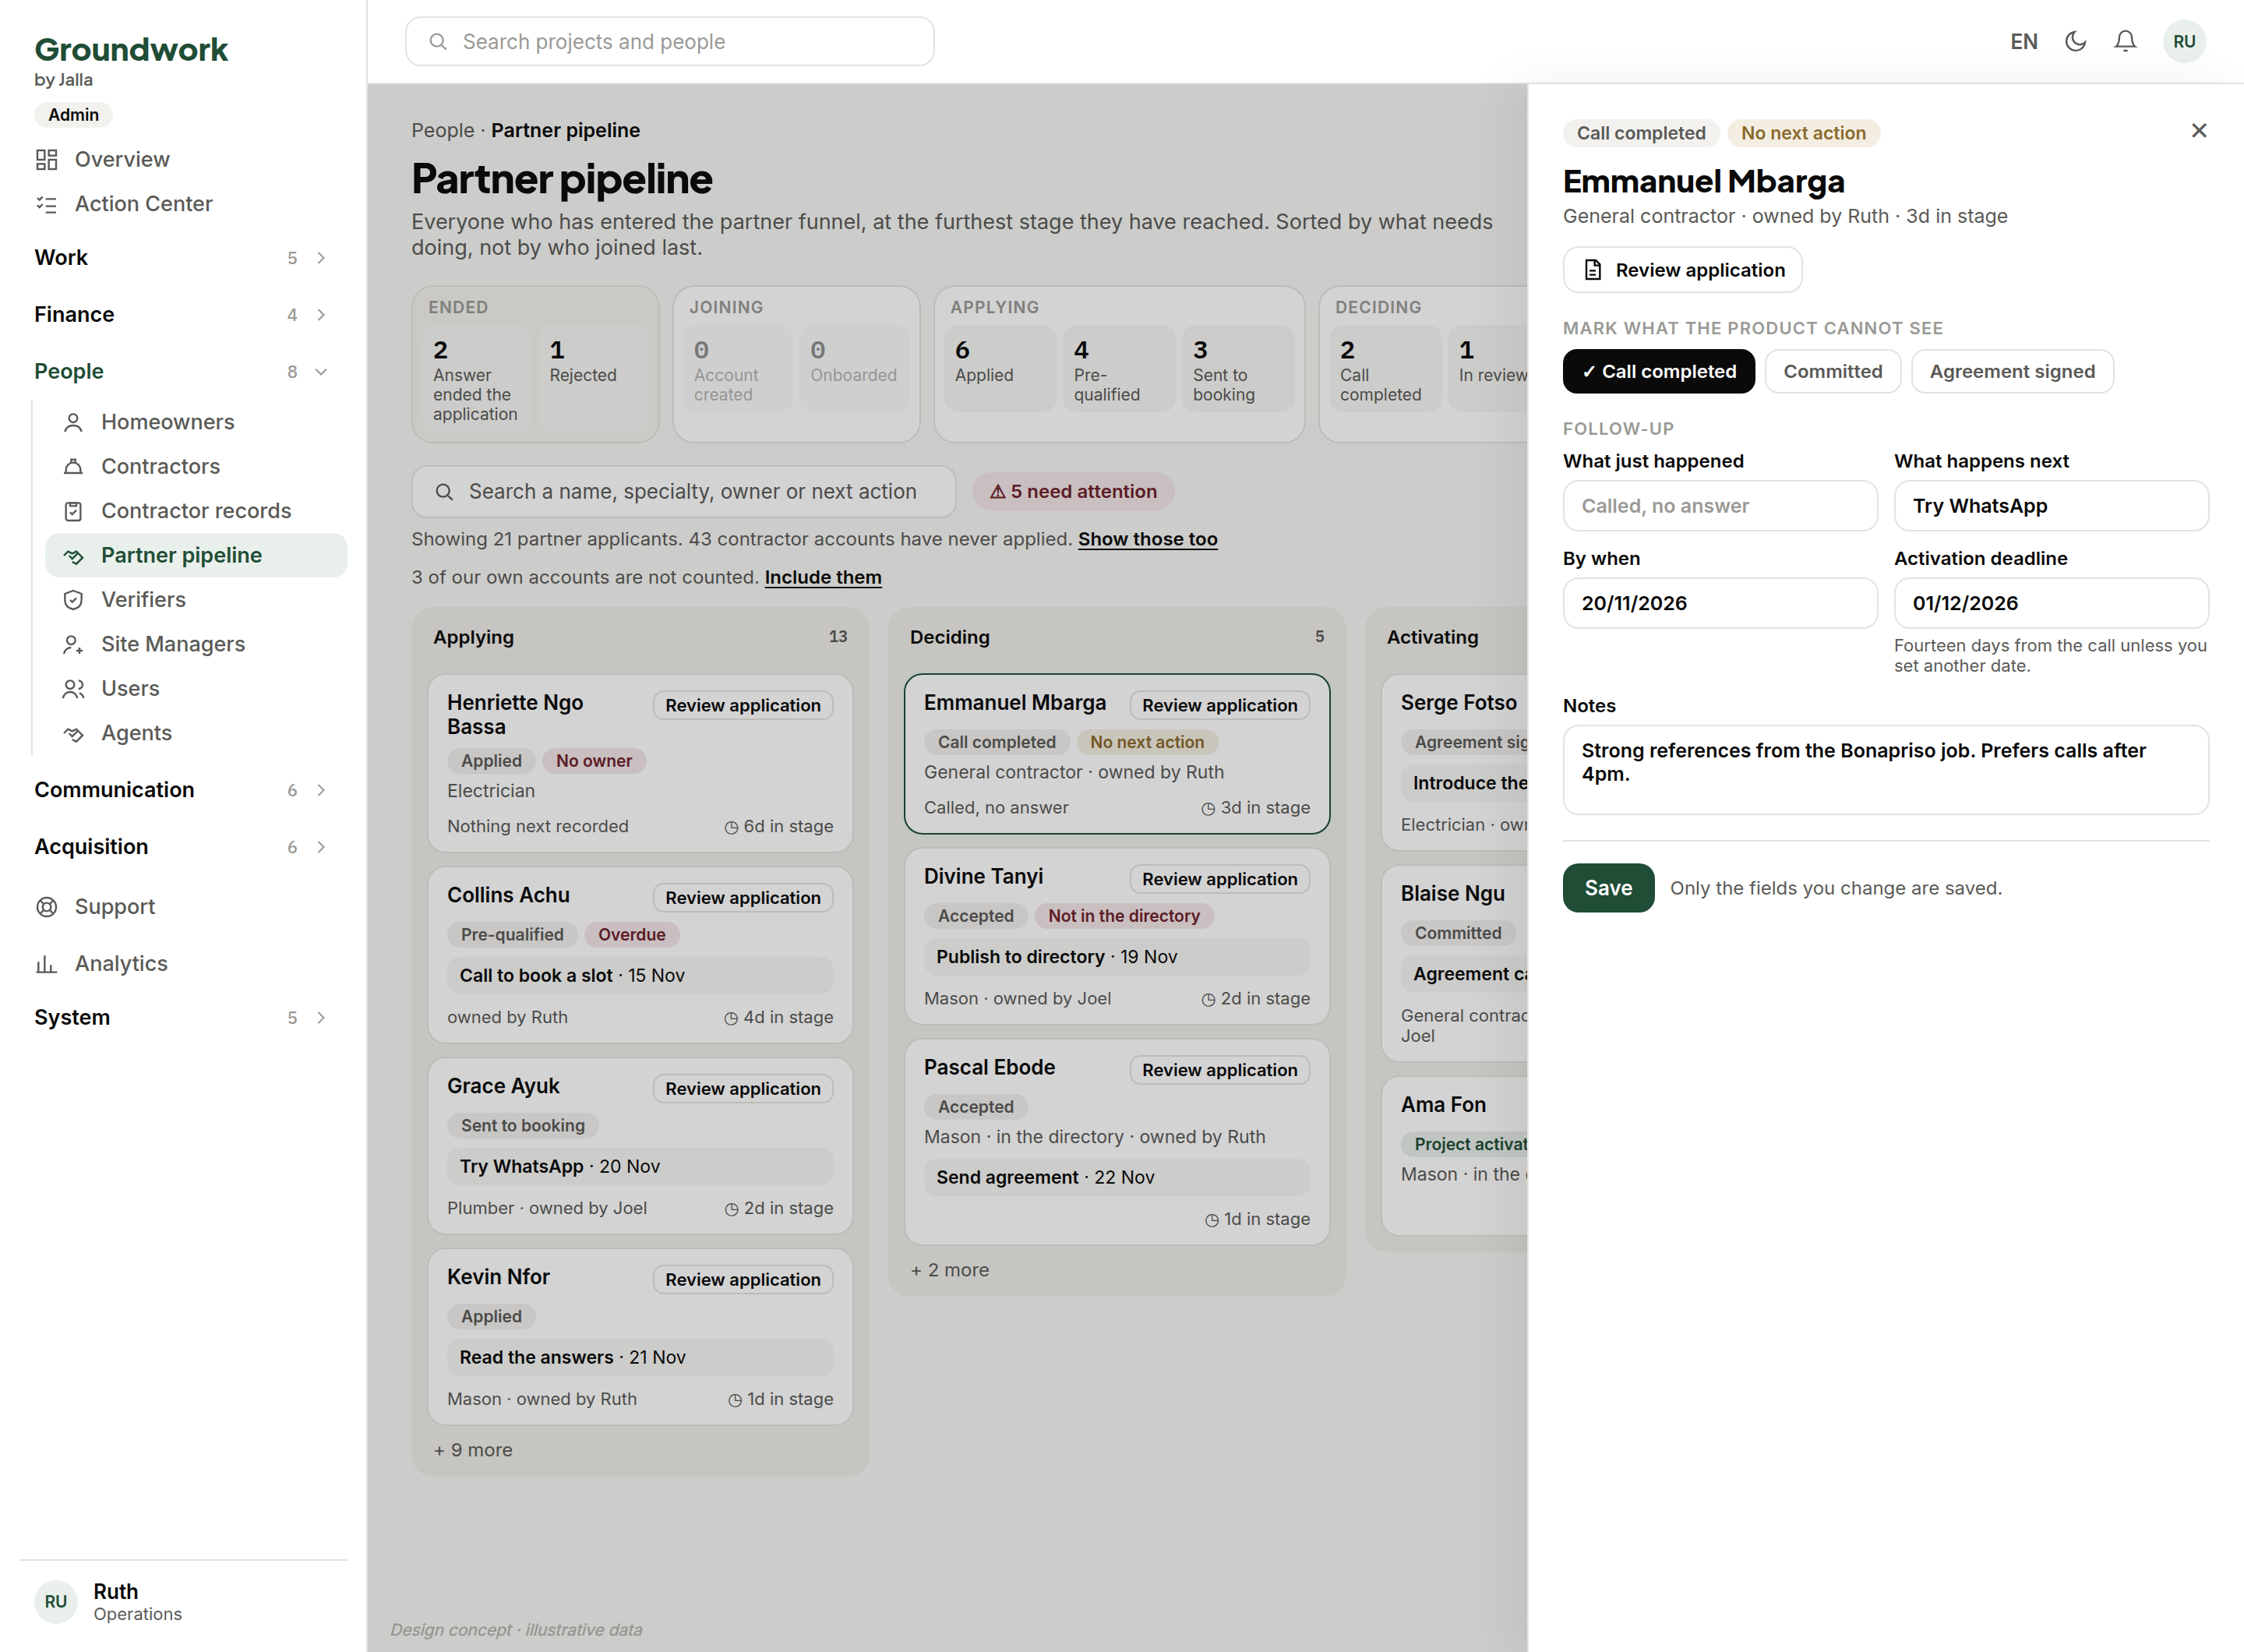 Groundwork
by Jalla
Admin
Overview
Action Center
Work 5
Finance 4
People 8
Homeowners
Contractors
Contractor records
Partner pipeline
Verifiers
Site Managers
Users
Agents
Communication 6
Acquisition 6
Support
Analytics
System 5
RU
Ruth
Operations
Search projects and people
EN
RU
People · Partner pipeline
Partner pipeline
Everyone who has entered the partner funnel, at the furthest stage they have reached. Sorted by what needs
doing, not by who joined last.
ENDED
2
Answer
ended the
application
1
Rejected
JOINING
0
Account
created
0
Onboarded
APPLYING
6
Applied
4
Pre-
qualified
3
Sent to
booking
DECIDING
2
Call
completed
1
In review
Search a name, specialty, owner or next action
⚠ 5 need attention
Showing 21 partner applicants. 43 contractor accounts have never applied. Show those too
3 of our own accounts are not counted. Include them
Applying 13
Henriette Ngo
Bassa
Review application
Applied
No owner
Electrician
Nothing next recorded
◷ 6d in stage
Collins Achu
Review application
Pre-qualified
Overdue
Call to book a slot · 15 Nov
owned by Ruth
◷ 4d in stage
Grace Ayuk
Review application
Sent to booking
Try WhatsApp · 20 Nov
Plumber · owned by Joel
◷ 2d in stage
Kevin Nfor
Review application
Applied
Read the answers · 21 Nov
Mason · owned by Ruth
◷ 1d in stage
+ 9 more
Deciding 5
Emmanuel Mbarga
Review application
Call completed
No next action
General contractor · owned by Ruth
Called, no answer
◷ 3d in stage
Divine Tanyi
Review application
Accepted
Not in the directory
Publish to directory · 19 Nov
Mason · owned by Joel
◷ 2d in stage
Pascal Ebode
Review application
Accepted
Mason · in the directory · owned by Ruth
Send agreement · 22 Nov
◷ 1d in stage
+ 2 more
Activating
Serge Fotso
Agreement
Introduce the
Electrician
Blaise Ngu
Committed
Agreement
General
Joel
Ama Fon
Project
Mason · in the
Design concept · illustrative data
Call completed
No next action
✕
Emmanuel Mbarga
General contractor · owned by Ruth · 3d in stage
Review application
MARK WHAT THE PRODUCT CANNOT SEE
✓ Call completed
Committed
Agreement signed
FOLLOW-UP
What just happened
Called, no answer
What happens next
Try WhatsApp
By when
20/11/2026
Activation deadline
01/12/2026
Fourteen days from the call unless you
set another date.
Notes
Strong references from the Bonapriso job. Prefers calls after
4pm.
Save
Only the fields you change are saved.